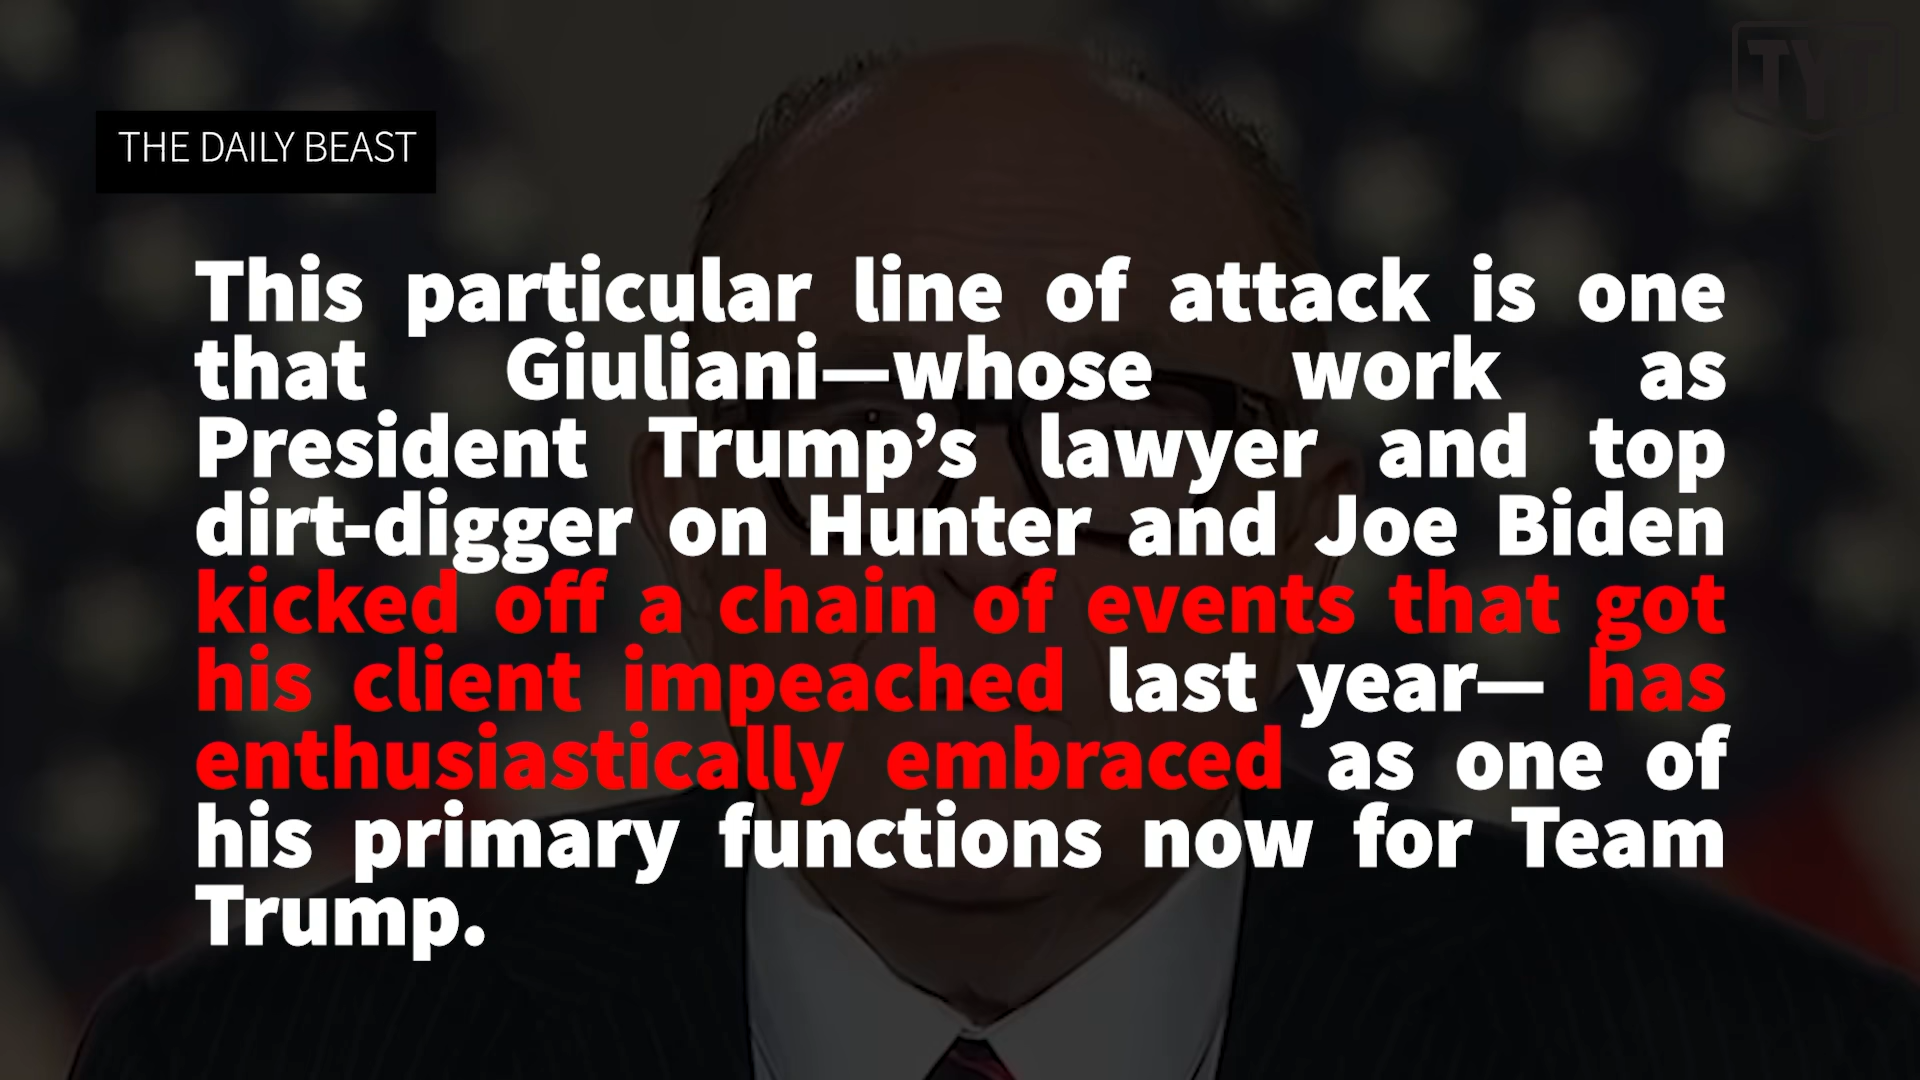 TYT
THE DAILY BEAST
This particular line of attack is one
that Giuliani—whose work as
President Trump’s lawyer and top
dirt-digger on Hunter and Joe Biden
kicked off a chain of events that got
his client impeached last year— has
enthusiastically embraced as one of
his primary functions now for Team
Trump.